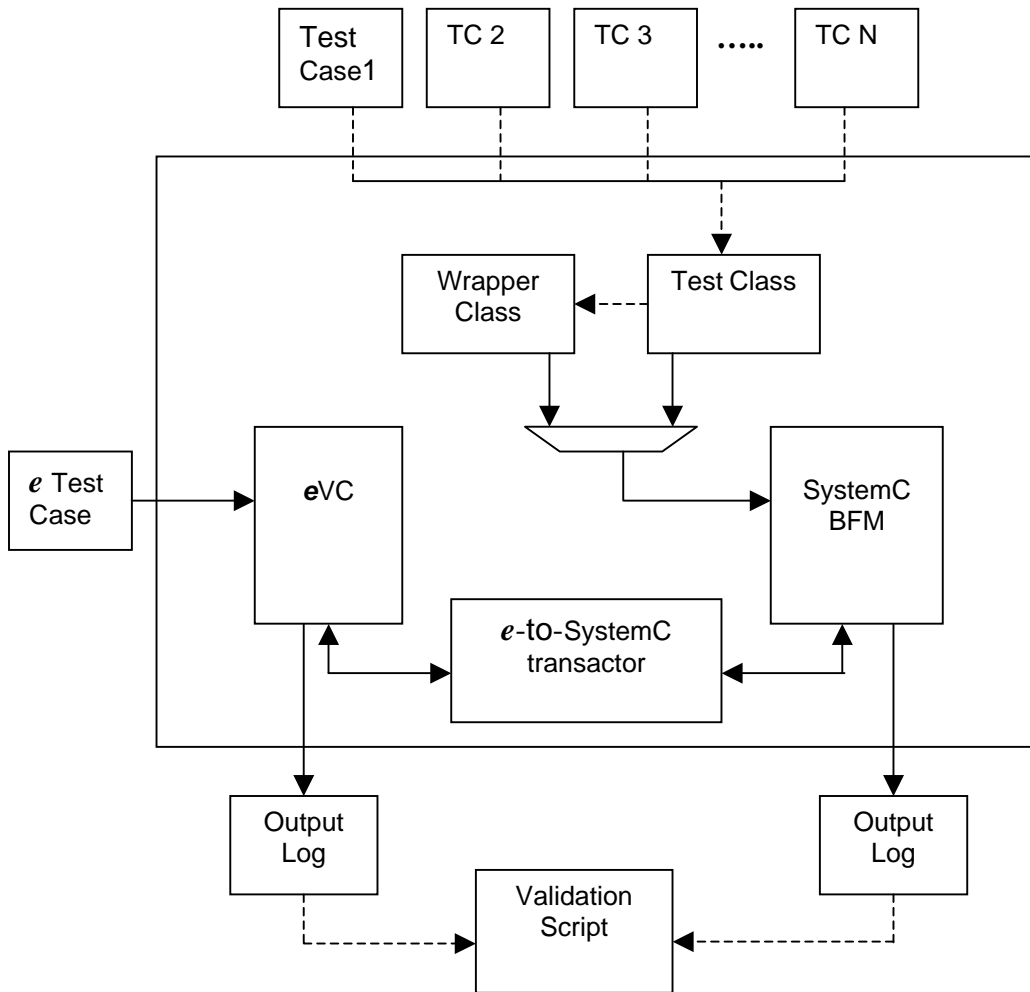 Test
Case1
TC 2
TC 3
.....
TC N
Wrapper
Class
Test Class
e Test
Case
eVC
SystemC
BFM
e-to-SystemC
transactor
Output
Log
Output
Log
Validation
Script